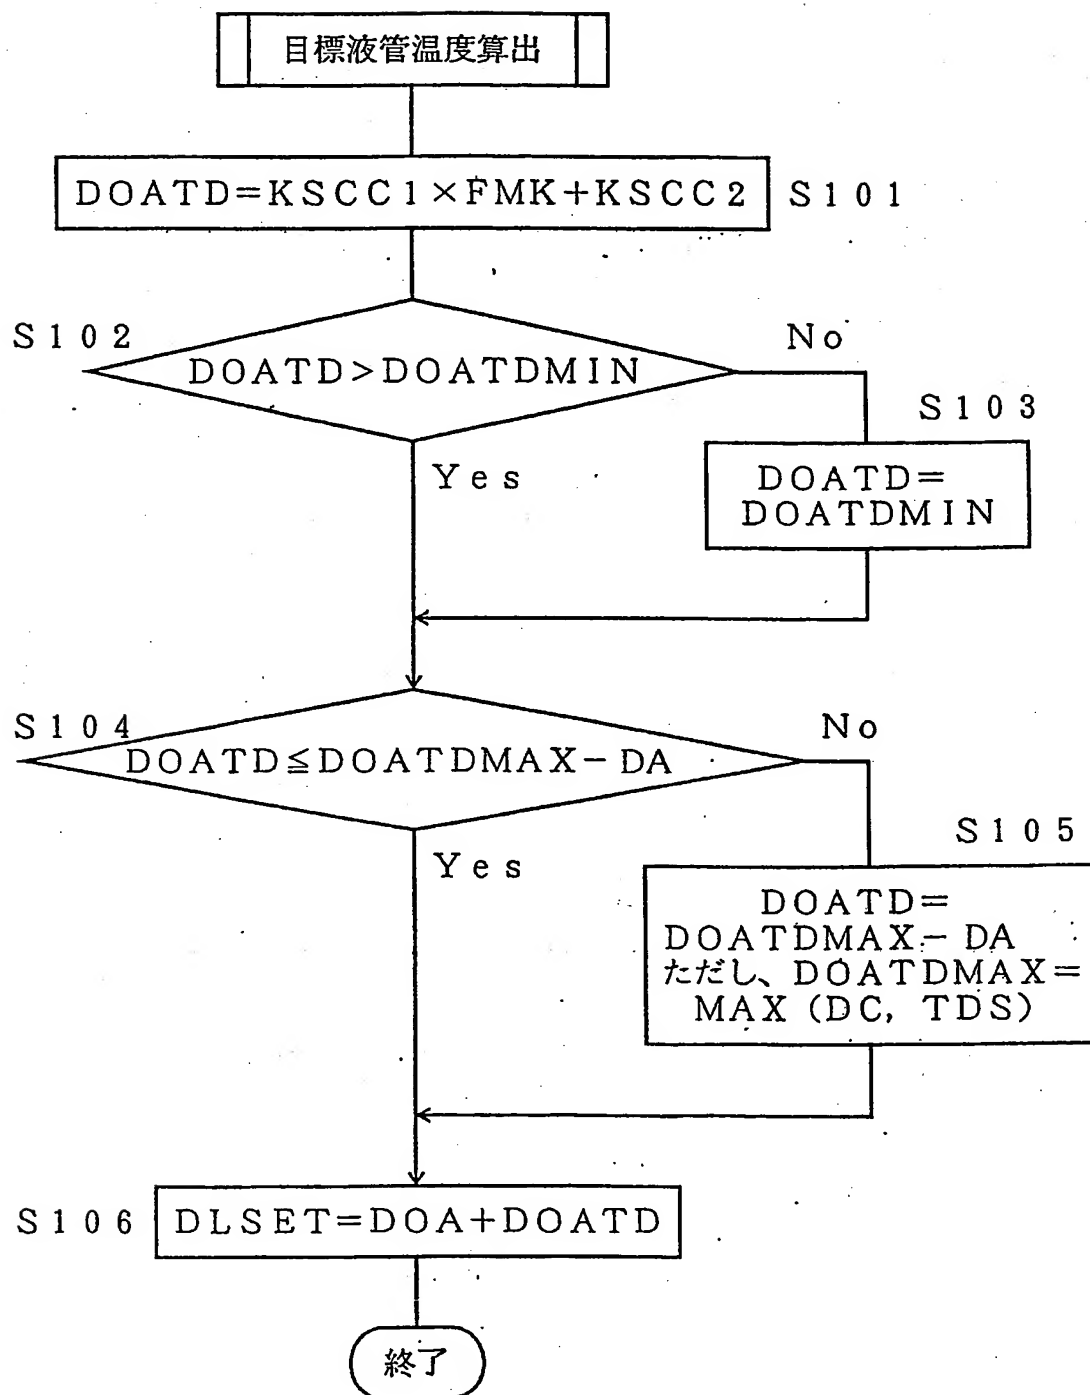 目標液管温度算出
DOATD=KSCC1×FMK+KSCC2 S101
S102
DOATD>DOATDMIN
No
S103
Yes
DOATD=
DOATDMIN
S104
DOATD≦DOATDMAX-DA
No
S105
Yes
DOATD=
DOATDMAX-DA
ただし、DOATDMAX=
MAX (DC, TDS)
S106 DLSET=DOA+DOATD
終了